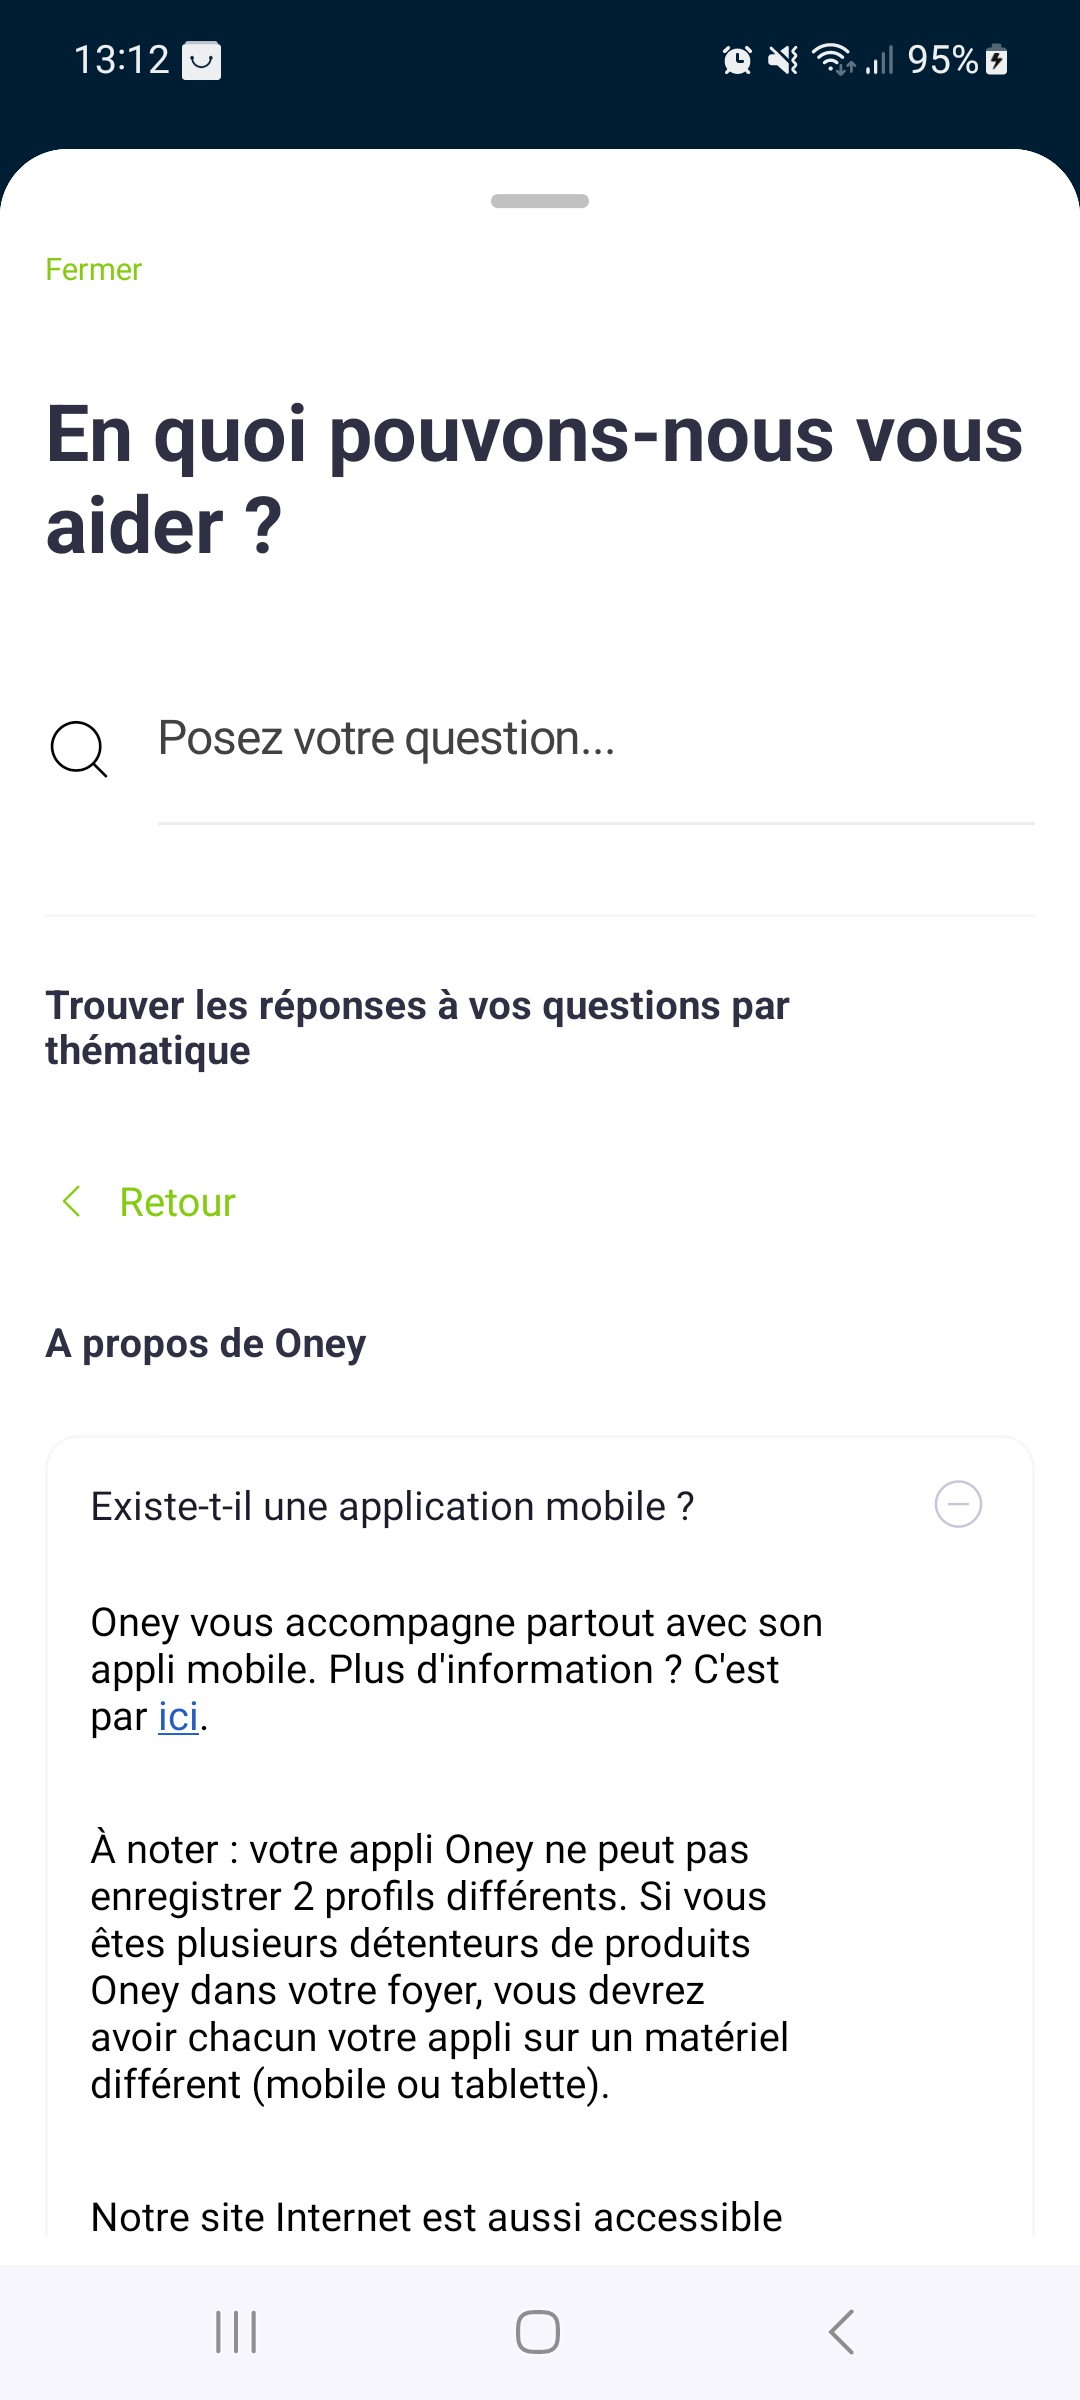 13:12
95%
Fermer
En quoi pouvons-nous vous
aider ?
Posez votre question...
Trouver les réponses à vos questions par
thématique
Retour
A propos de Oney
Existe-t-il une application mobile ?
Oney vous accompagne partout avec son
appli mobile. Plus d'information ? C'est
par ici.
À noter : votre appli Oney ne peut pas
enregistrer 2 profils différents. Si vous
êtes plusieurs détenteurs de produits
Oney dans votre foyer, vous devrez
avoir chacun votre appli sur un matériel
différent (mobile ou tablette).
Notre site Internet est aussi accessible